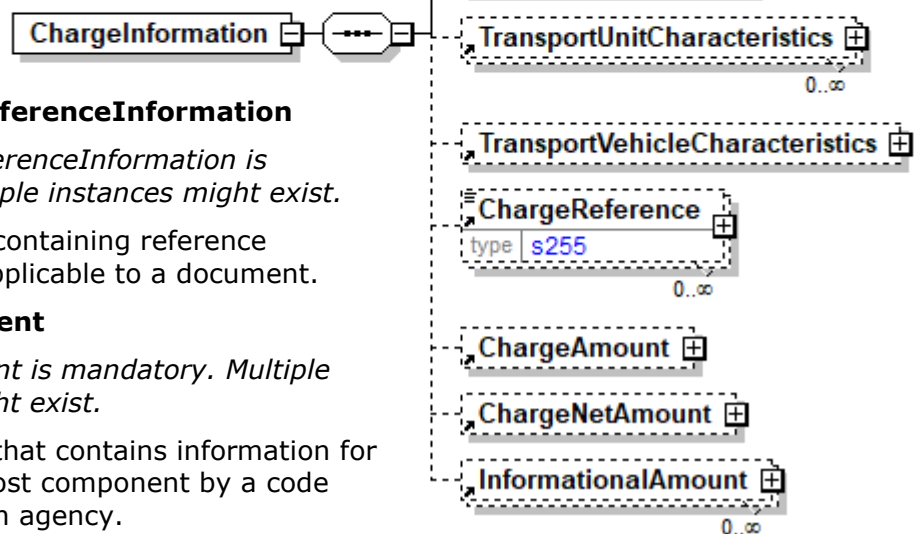 ChargeInformation
TransportUnitCharacteristics
0..∞
TransportVehicleCharacteristics
ChargeReference
type s255
0..∞
ChargeAmount
ChargeNetAmount
InformationalAmount
0..∞
ferenceInformation
erenceInformation is
ple instances might exist.
containing reference
pplicable to a document.
ent
nt is mandatory. Multiple
ht exist.
that contains information for
ost component by a code
n agency.